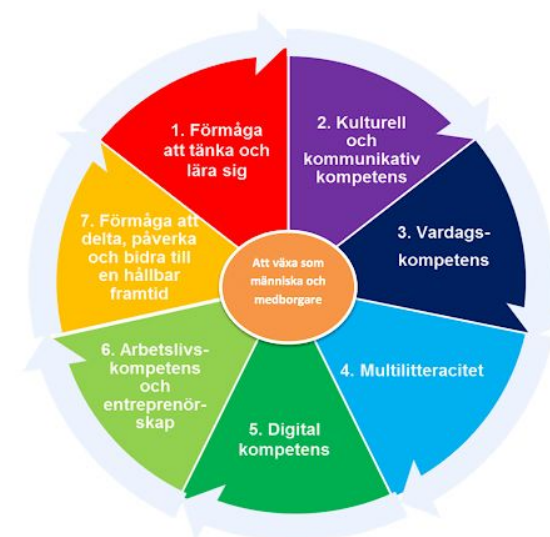 1. Förmåga
att tänka och
lära sig
2. Kulturell
och
kommunikativ
kompetens
3. Vardags-
kompetens
4. Multilitteracitet
5. Digital
kompetens
6. Arbetslivs-
kompetens
och
entreprenör-
skap
7. Förmåga att
delta, påverka
och bidra till
en hållbar
framtid
Att växa som
människa och
medborgare